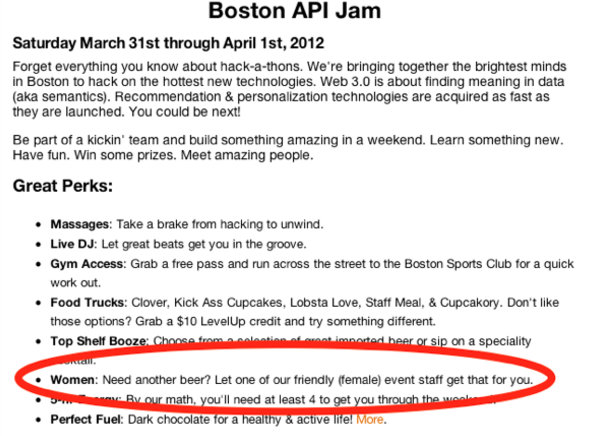 Boston API Jam
Saturday March 31st through April 1st, 2012
Forget everything you know about hack-a-thons. We're bringing together the brightest minds
in Boston to hack on the hottest new technologies. Web 3.0 is about finding meaning in data
(aka semantics). Recommendation & personalization technologies are acquired as fast as
they are launched. You could be next!
Be part of a kickin' team and build something amazing in a weekend. Learn something new.
Have fun. Win some prizes. Meet amazing people.
Great Perks:
• Massages: Take a brake from hacking to unwind.
• Live DJ: Let great beats get you in the groove.
• Gym Access: Grab a free pass and run across the street to the Boston Sports Club for a quick
work out.
• Food Trucks: Clover, Kick Ass Cupcakes, Lobsta Love, Staff Meal, & Cupcakory. Don't like
those options? Grab a $10 LevelUp credit and try something different.
• Top Shelf Booze: Choose from a selection of great imported beer or sip on a speciality
cocktail.
• Women: Need another beer? Let one of our friendly (female) event staff get that for you.
• Energy: By our math, you'll need at least 4 to get you through the
• Perfect Fuel: Dark chocolate for a healthy & active life! More.